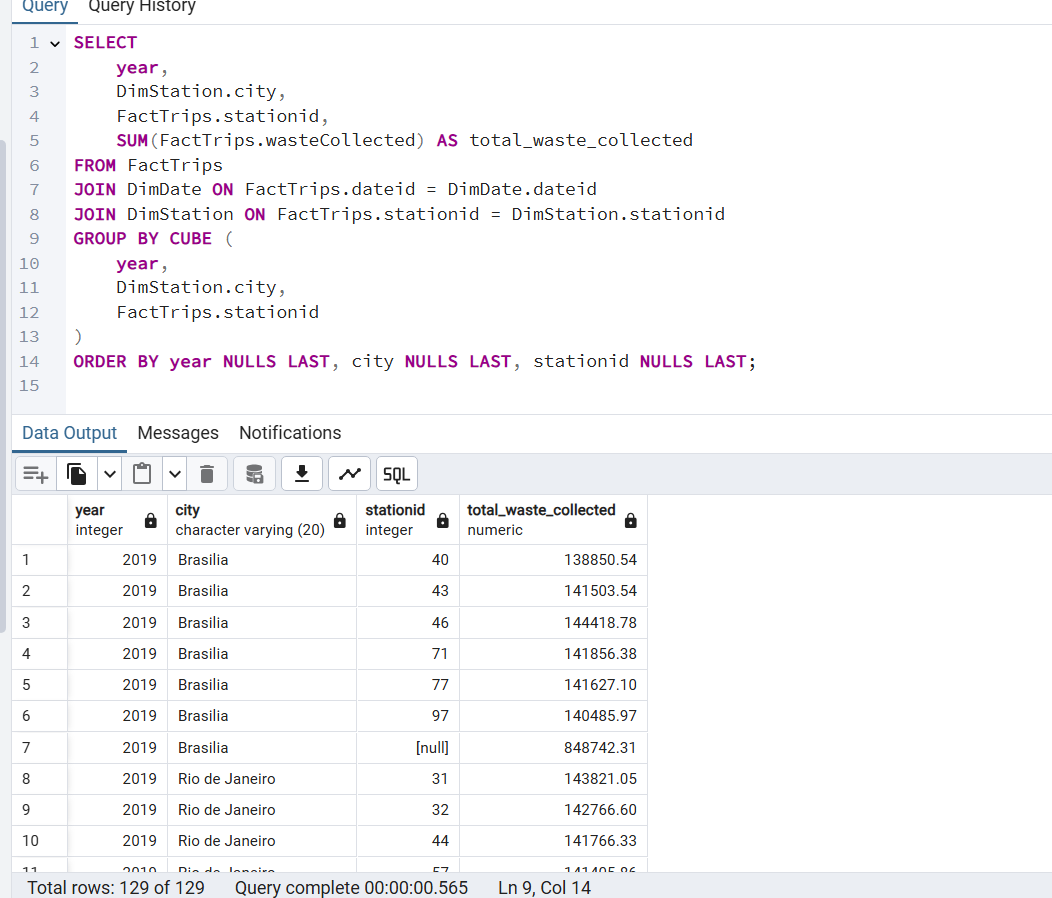 Query Query History
1 SELECT
2 year,
3 DimStation.city,
4 FactTrips.stationid,
5 SUM(FactTrips.wasteCollected) AS total_waste_collected
6 FROM FactTrips
7 JOIN DimDate ON FactTrips.dateid = DimDate.dateid
8 JOIN DimStation ON FactTrips.stationid = DimStation.stationid
9 GROUP BY CUBE (
10 year,
11 DimStation.city,
12 FactTrips.stationid
13 )
14 ORDER BY year NULLS LAST, city NULLS LAST, stationid NULLS LAST;
15
Data Output Messages Notifications
SQL
year city stationid total_waste_collected
integer character varying (20) integer numeric
1 2019 Brasilia 40 138850.54
2 2019 Brasilia 43 141503.54
3 2019 Brasilia 46 144418.78
4 2019 Brasilia 71 141856.38
5 2019 Brasilia 77 141627.10
6 2019 Brasilia 97 140485.97
7 2019 Brasilia [null] 848742.31
8 2019 Rio de Janeiro 31 143821.05
9 2019 Rio de Janeiro 32 142766.60
10 2019 Rio de Janeiro 44 141766.33
11 2019 Rio de Janeiro 57
Total rows: 129 of 129 Query complete 00:00:00.565 Ln 9, Col 14